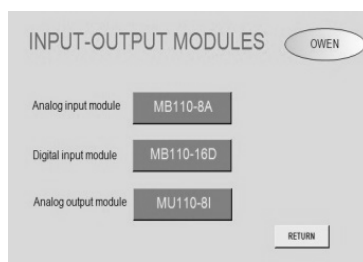 INPUT-OUTPUT MODULES
OWEN
Analog input module
MB110-8A
Digital input module
MB110-16D
Analog output module
MU110-8I
RETURN